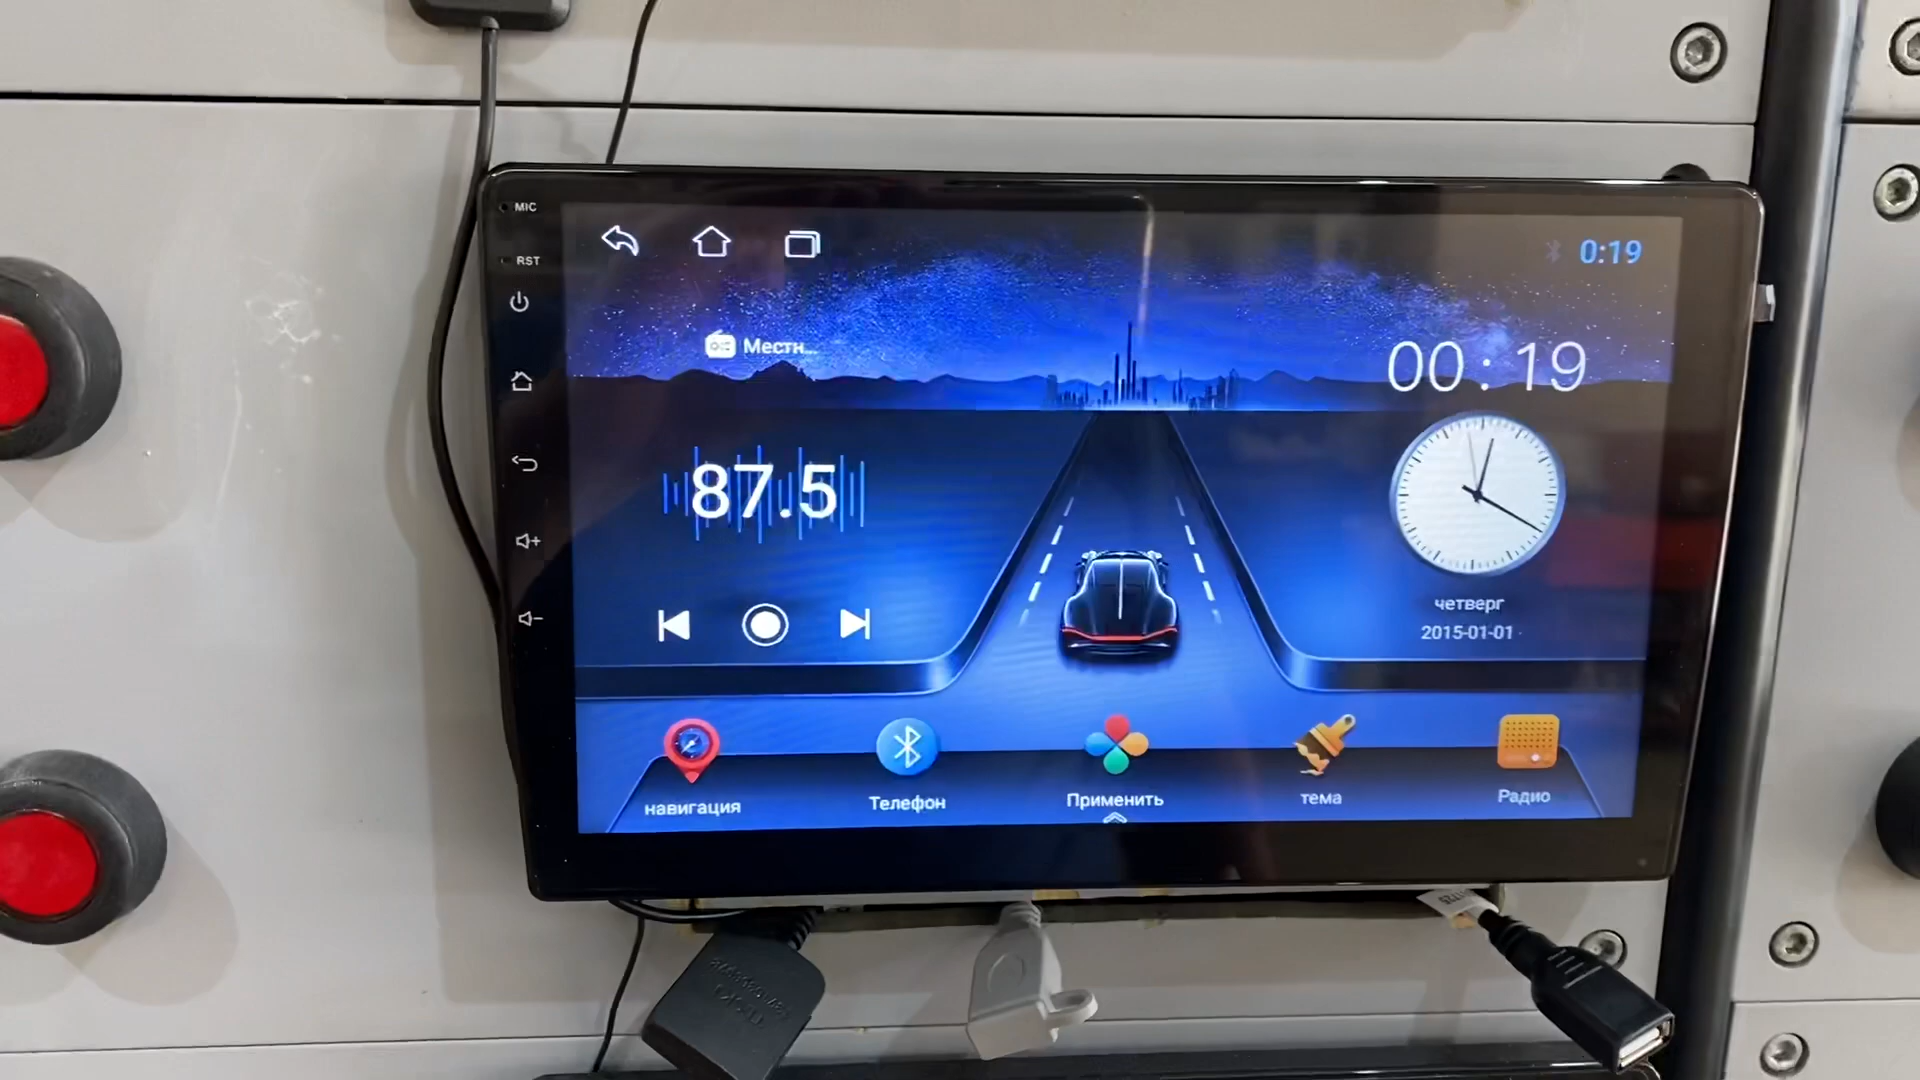 MIC
RST
0:19
Местн...
00:19
87.5
четверг
2015-01-01
навигация
Телефон
Применить
тема
Радио